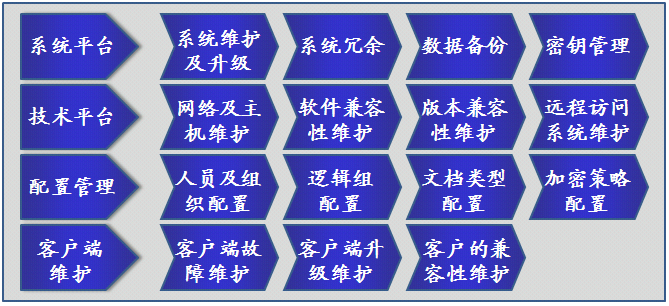 系统平台
系统维护
及升级
系统冗余
数据备份
密钥管理
技术平台
网络及主
机维护
软件兼容
性维护
版本兼容
性维护
远程访问
系统维护
配置管理
人员及组
织配置
逻辑组
配置
文档类型
配置
加密策略
配置
客户端
维护
客户端故
障维护
客户端升
级维护
客户的兼
容性维护